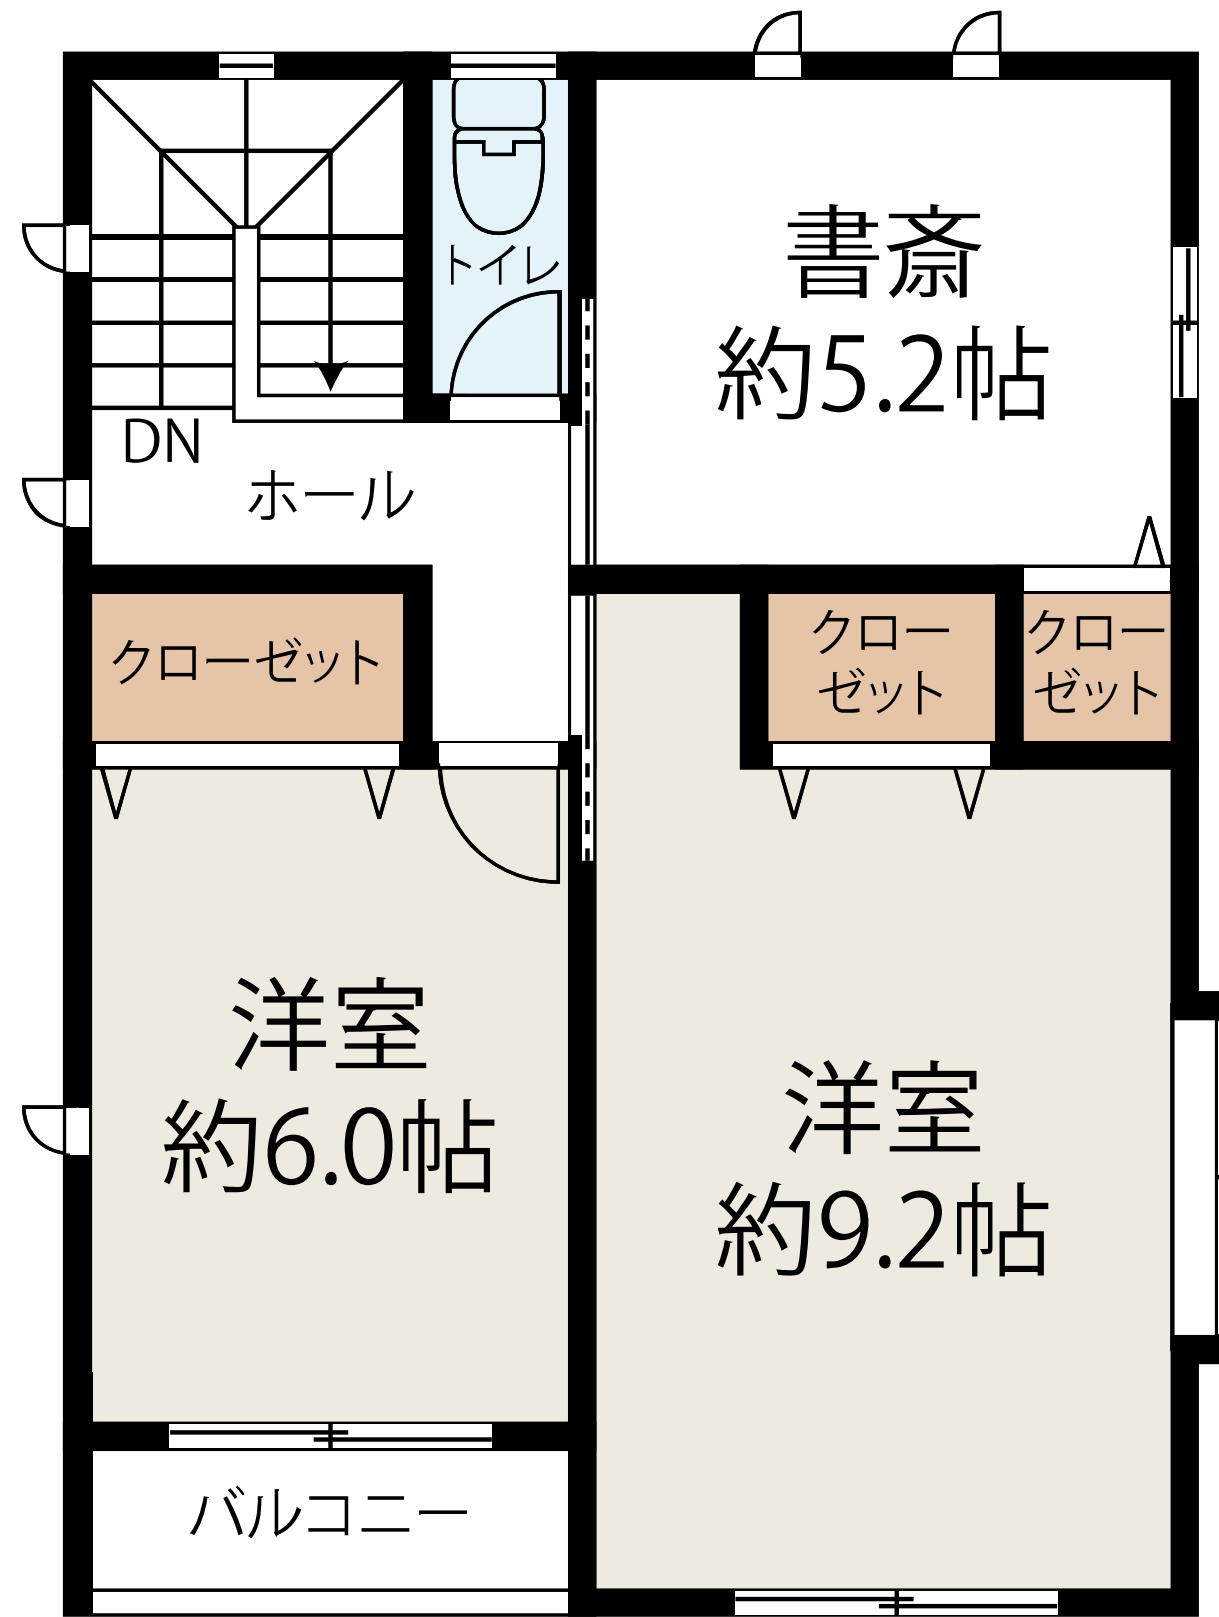 トイレ
書斎
約5.2帖
DN
ホール
クローゼット
クロー
ゼット
クロー
ゼット
洋室
約6.0帖
洋室
約9.2帖
バルコニー